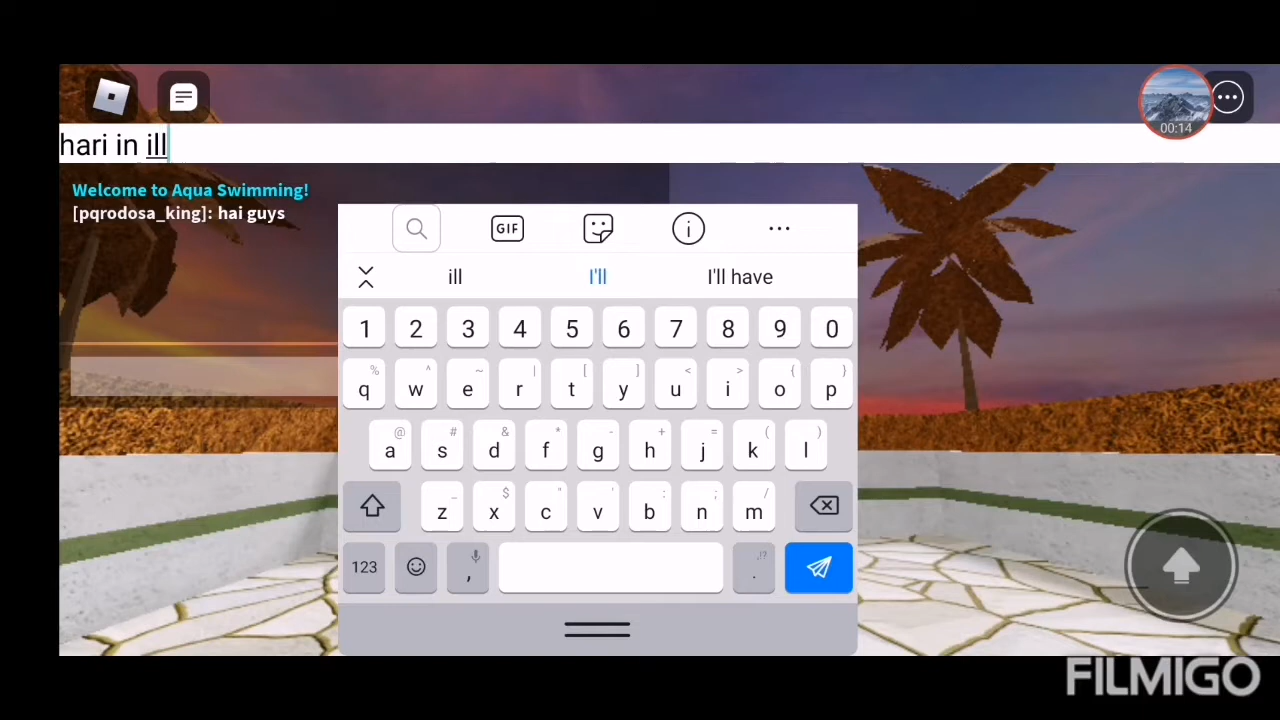 00:14
hari in ill
Welcome to Aqua Swimming!
[pqrodosa_king]: hai guys
GIF
ill I'll I'll have
1 2 3 4 5 6 7 8 9 0
% ^ ~ | [ ] < > { }
q w e r t y u i o p
@ # & * - + = ( )
a s d f g h j k l
_ $ " ' : ; /
z x c v b n m
,!?
123 , .
FILMIGO